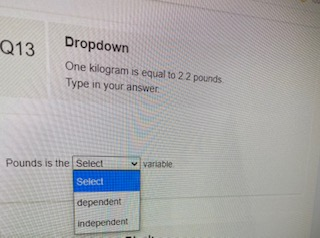 Q13
Dropdown
One kilogram is equal to 2.2 pounds.
Type in your answer.
Pounds is the Select variable.
Select
dependent
independent